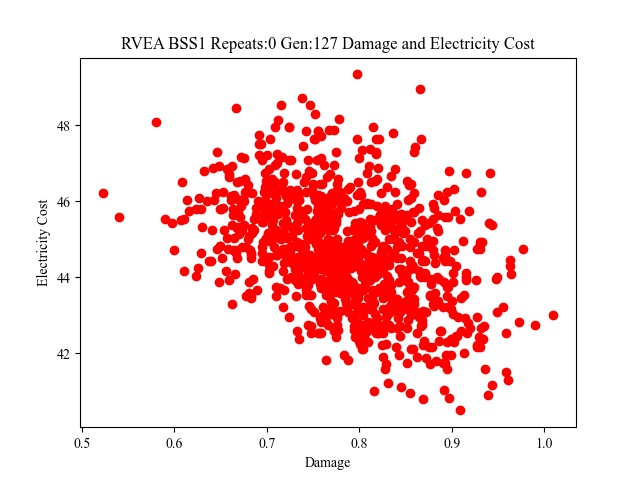 RVEA BSS1 Repeats:0 Gen:127 Damage and Electricity Cost
48
46
44
42
Electricity Cost
0.5 0.6 0.7 0.8 0.9 1.0
Damage